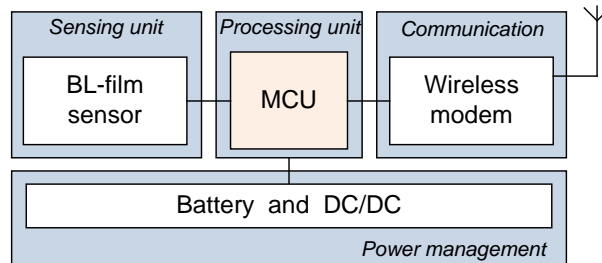 Sensing unit
Processing unit
Communication
BL-film
sensor
MCU
Wireless
modem
Battery and DC/DC
Power management